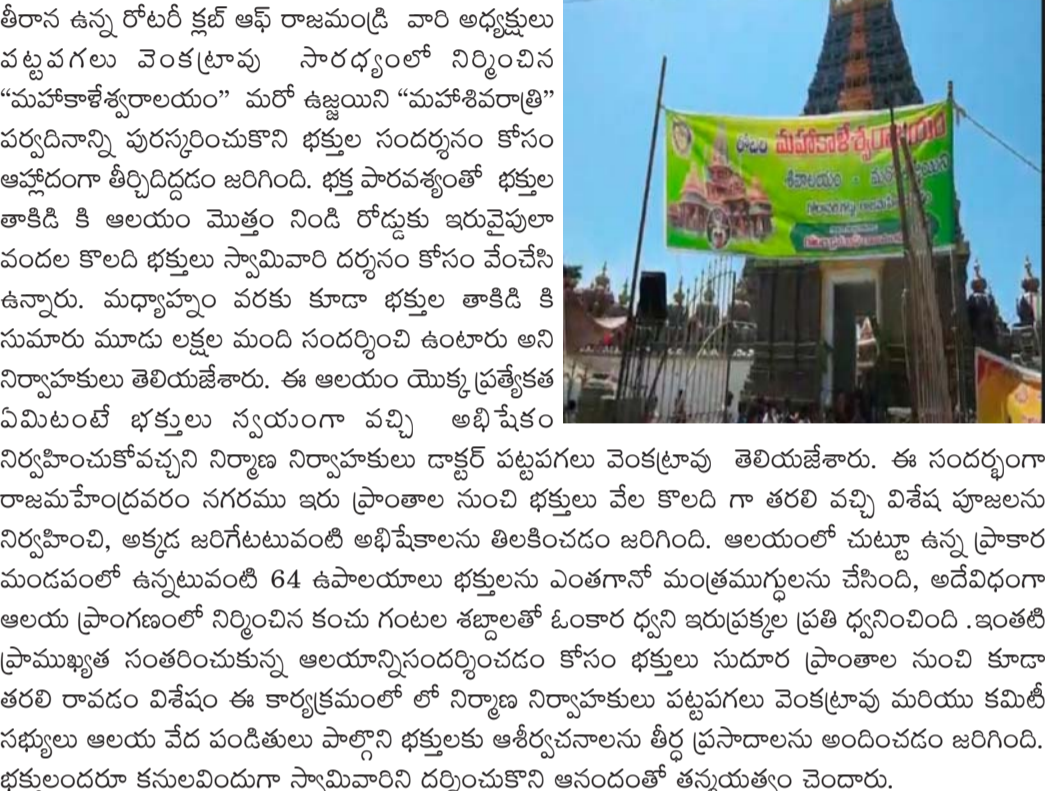 తీరాన ఉన్న రోటరీ క్లబ్ ఆఫ్ రాజమండ్రి వారి అధ్యక్షులు
పట్టపగలు వెంకట్రావు సారధ్యంలో నిర్మించిన
“మహాకాళేశ్వరాలయం” మరో ఉజ్జయిని “మహాశివరాత్రి”
పర్వదినాన్ని పురస్కరించుకొని భక్తుల సందర్శనం కోసం
ఆహ్లాదంగా తీర్చిదిద్దడం జరిగింది. భక్త పారవశ్యంతో భక్తుల
తాకిడి కి ఆలయం మొత్తం నిండి రోడ్డుకు ఇరువైపులా
వందల కొలది భక్తులు స్వామివారి దర్శనం కోసం వేంచేసి
ఉన్నారు. మధ్యాహ్నం వరకు కూడా భక్తుల తాకిడి కి
సుమారు మూడు లక్షల మంది సందర్శించి ఉంటారు అని
నిర్వాహకులు తెలియజేశారు. ఈ ఆలయం యొక్క ప్రత్యేకత
ఏమిటంటే భక్తులు స్వయంగా వచ్చి అభిషేకం
నిర్వహించుకోవచ్చని నిర్మాణ నిర్వాహకులు డాక్టర్ పట్టపగలు వెంకట్రావు తెలియజేశారు. ఈ సందర్భంగా
రాజమహేంద్రవరం నగరము ఇరు ప్రాంతాల నుంచి భక్తులు వేల కొలది గా తరలి వచ్చి విశేష పూజలను
నిర్వహించి, అక్కడ జరిగేటటువంటి అభిషేకాలను తిలకించడం జరిగింది. ఆలయంలో చుట్టూ ఉన్న ప్రాకార
మండపంలో ఉన్నటువంటి 64 ఉపాలయాలు భక్తులను ఎంతగానో మంత్రముగ్ధులను చేసింది, అదేవిధంగా
ఆలయ ప్రాంగణంలో నిర్మించిన కంచు గంటల శబ్దాలతో ఓంకార ధ్వని ఇరుప్రక్కల ప్రతి ధ్వనించింది .ఇంతటి
ప్రాముఖ్యత సంతరించుకున్న ఆలయాన్నిసందర్శించడం కోసం భక్తులు సుదూర ప్రాంతాల నుంచి కూడా
తరలి రావడం విశేషం ఈ కార్యక్రమంలో లో నిర్మాణ నిర్వాహకులు పట్టపగలు వెంకట్రావు మరియు కమిటీ
సభ్యులు ఆలయ వేద పండితులు పాల్గొని భక్తులకు ఆశీర్వచనాలను తీర్థ ప్రసాదాలను అందించడం జరిగింది.
భక్తులందరూ కనులవిందుగా స్వామివారిని దర్శించుకొని ఆనందంతో తన్మయత్వం చెందారు.
మహాకాళేశ్వరాలయం
శివాలయం -